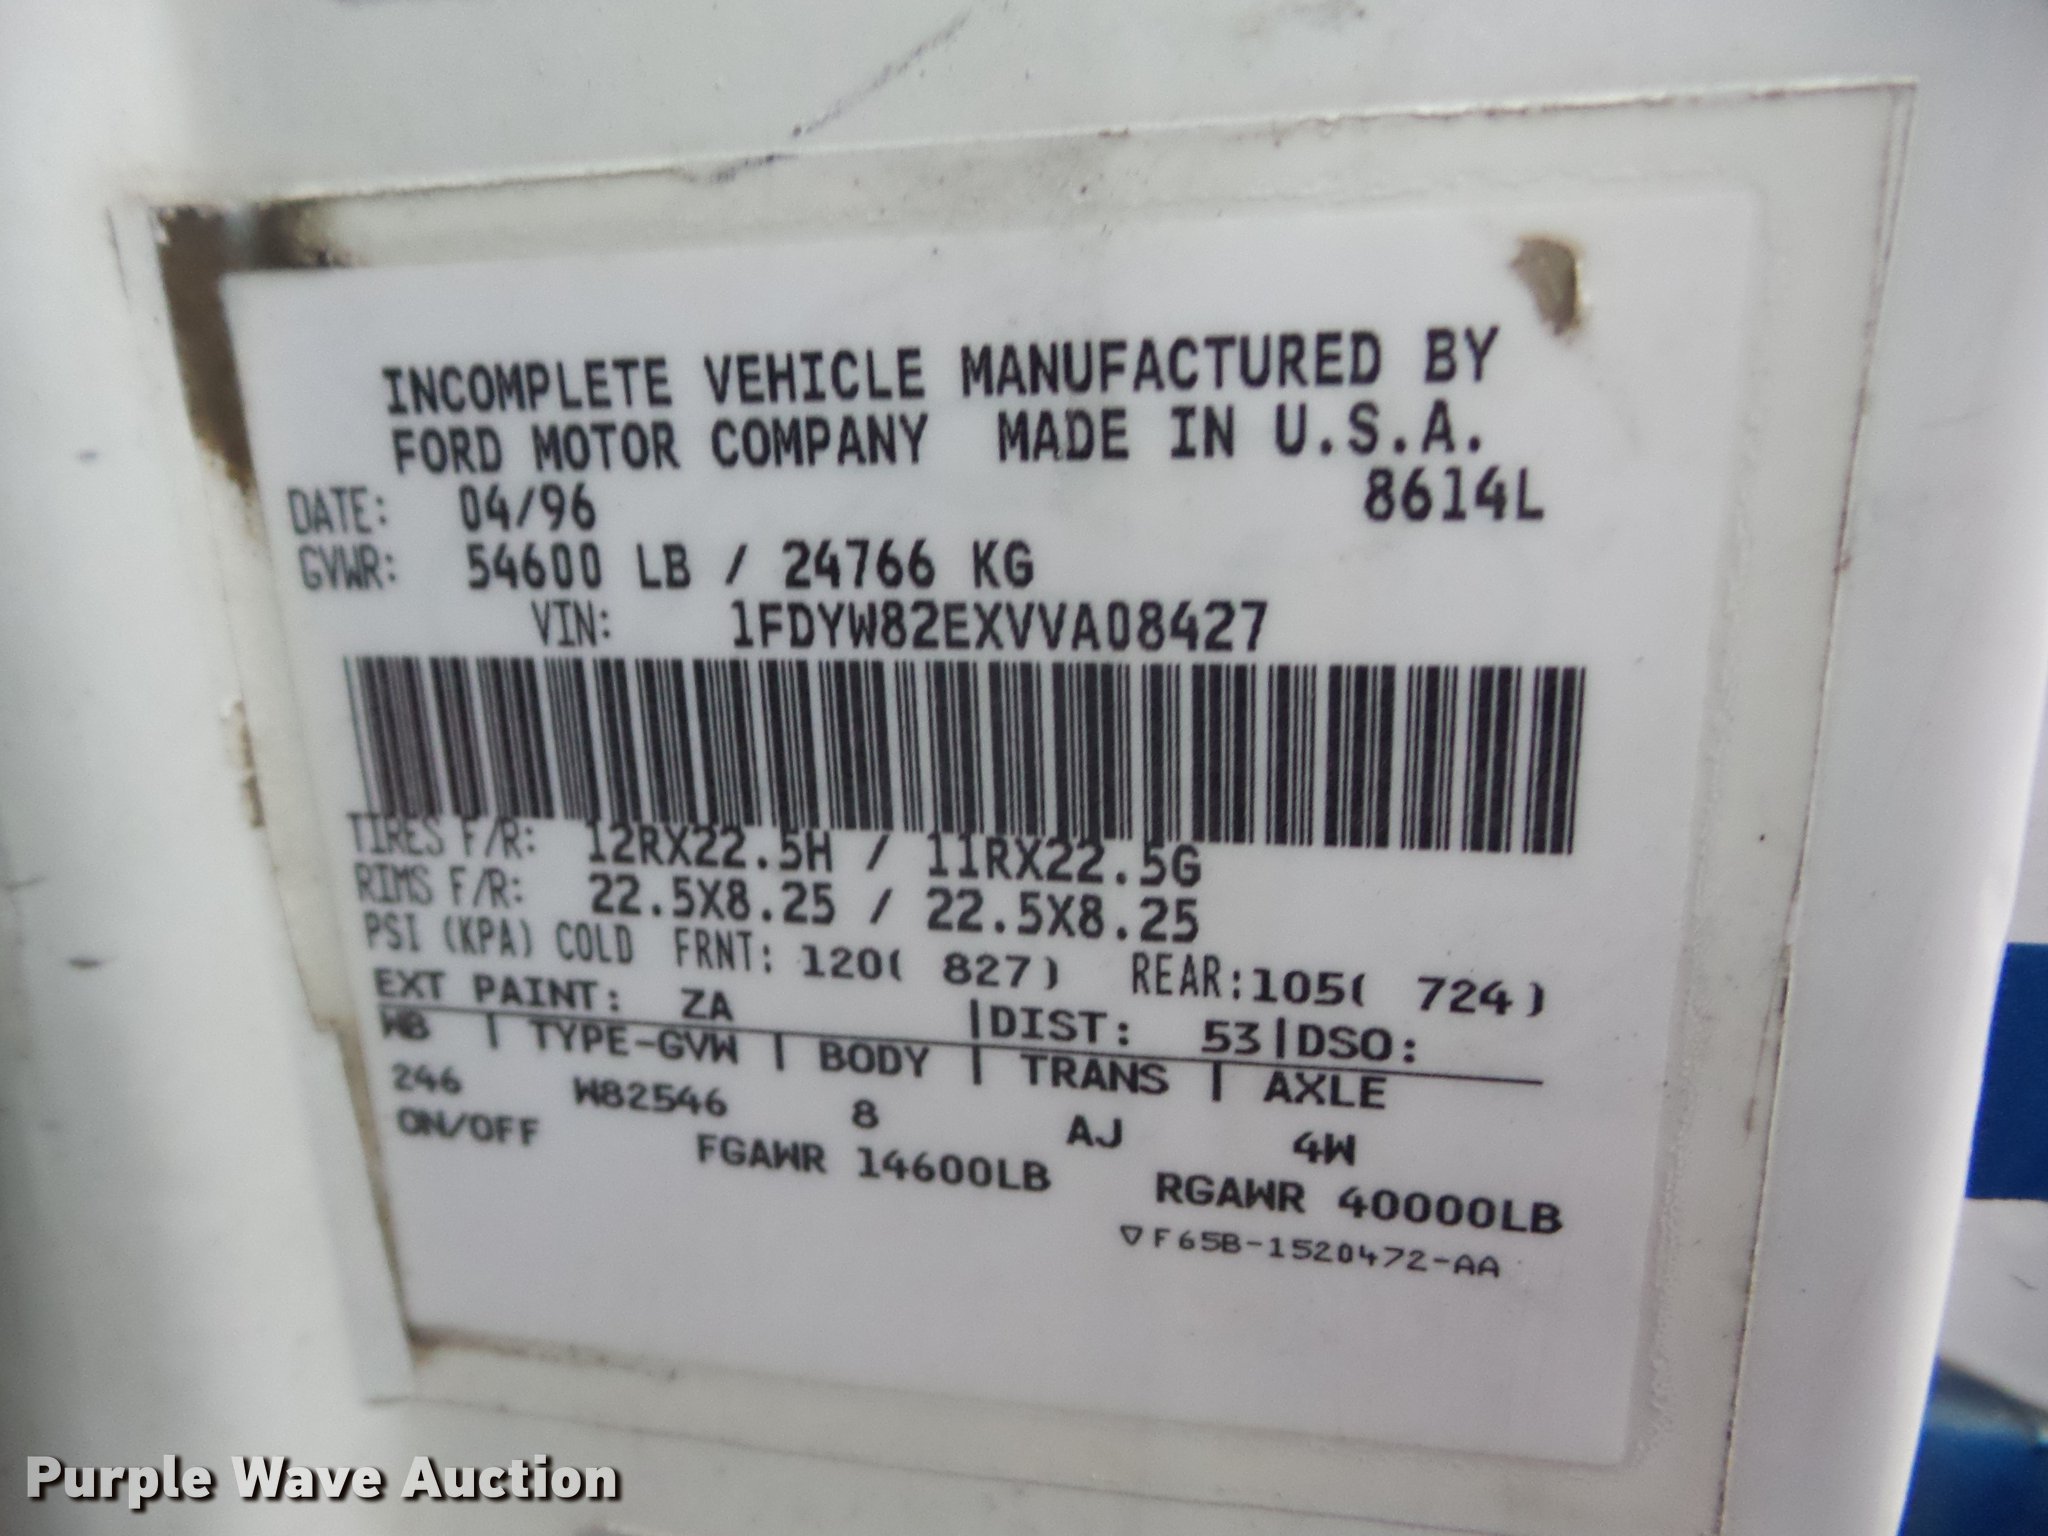 INCOMPLETE VEHICLE MANUFACTURED BY
FORD MOTOR COMPANY MADE IN U.S.A.
8614L
DATE: 04/96
GVWR: 54600 LB / 24766 KG
VIN: 1FDYW82EXVVA08427
TIRES F/R: 12RX22.5H / 11RX22.5G
RIMS F/R: 22.5X8.25 / 22.5X8.25
PSI (KPA) COLD FRNT: 120( 827) REAR:105( 724)
EXT PAINT: ZA |DIST: 53|DSO:
WB | TYPE-GVW | BODY | TRANS | AXLE
246 W82546 8 AJ 4W
ON/OFF FGAWR 14600LB RGAWR 40000LB
▽F65B-1520472-AA
Purple Wave Auction